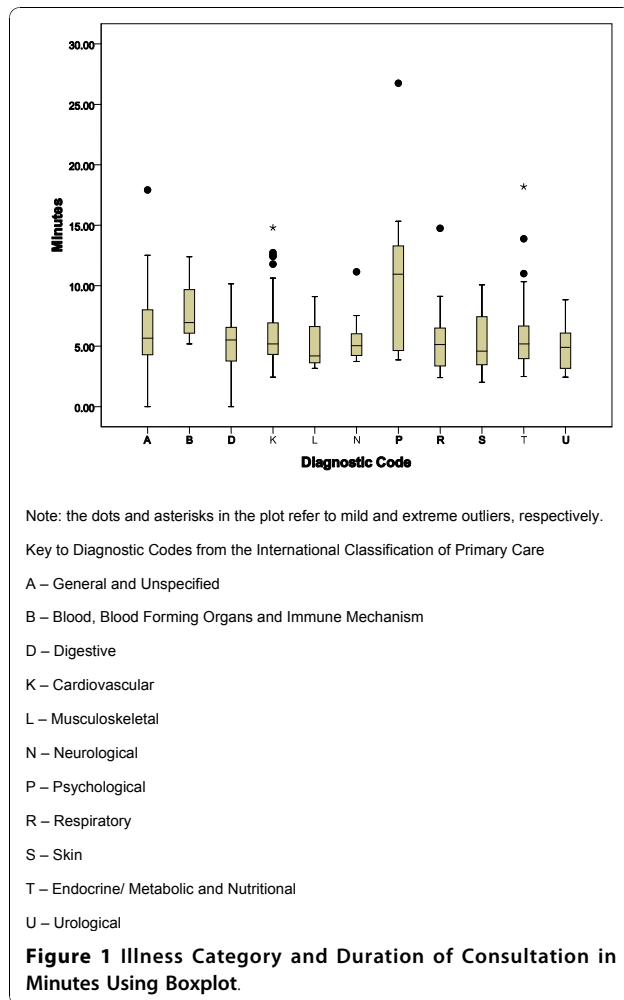 30.00
25.00
20.00
15.00
10.00
5.00
0.00
Minutes
A B D K L N P R S T U
Diagnostic Code
Note: the dots and asterisks in the plot refer to mild and extreme outliers, respectively.
Key to Diagnostic Codes from the International Classification of Primary Care
A – General and Unspecified
B – Blood, Blood Forming Organs and Immune Mechanism
D – Digestive
K – Cardiovascular
L – Musculoskeletal
N – Neurological
P – Psychological
R – Respiratory
S – Skin
T – Endocrine/ Metabolic and Nutritional
U – Urological
Figure 1 Illness Category and Duration of Consultation in
Minutes Using Boxplot.